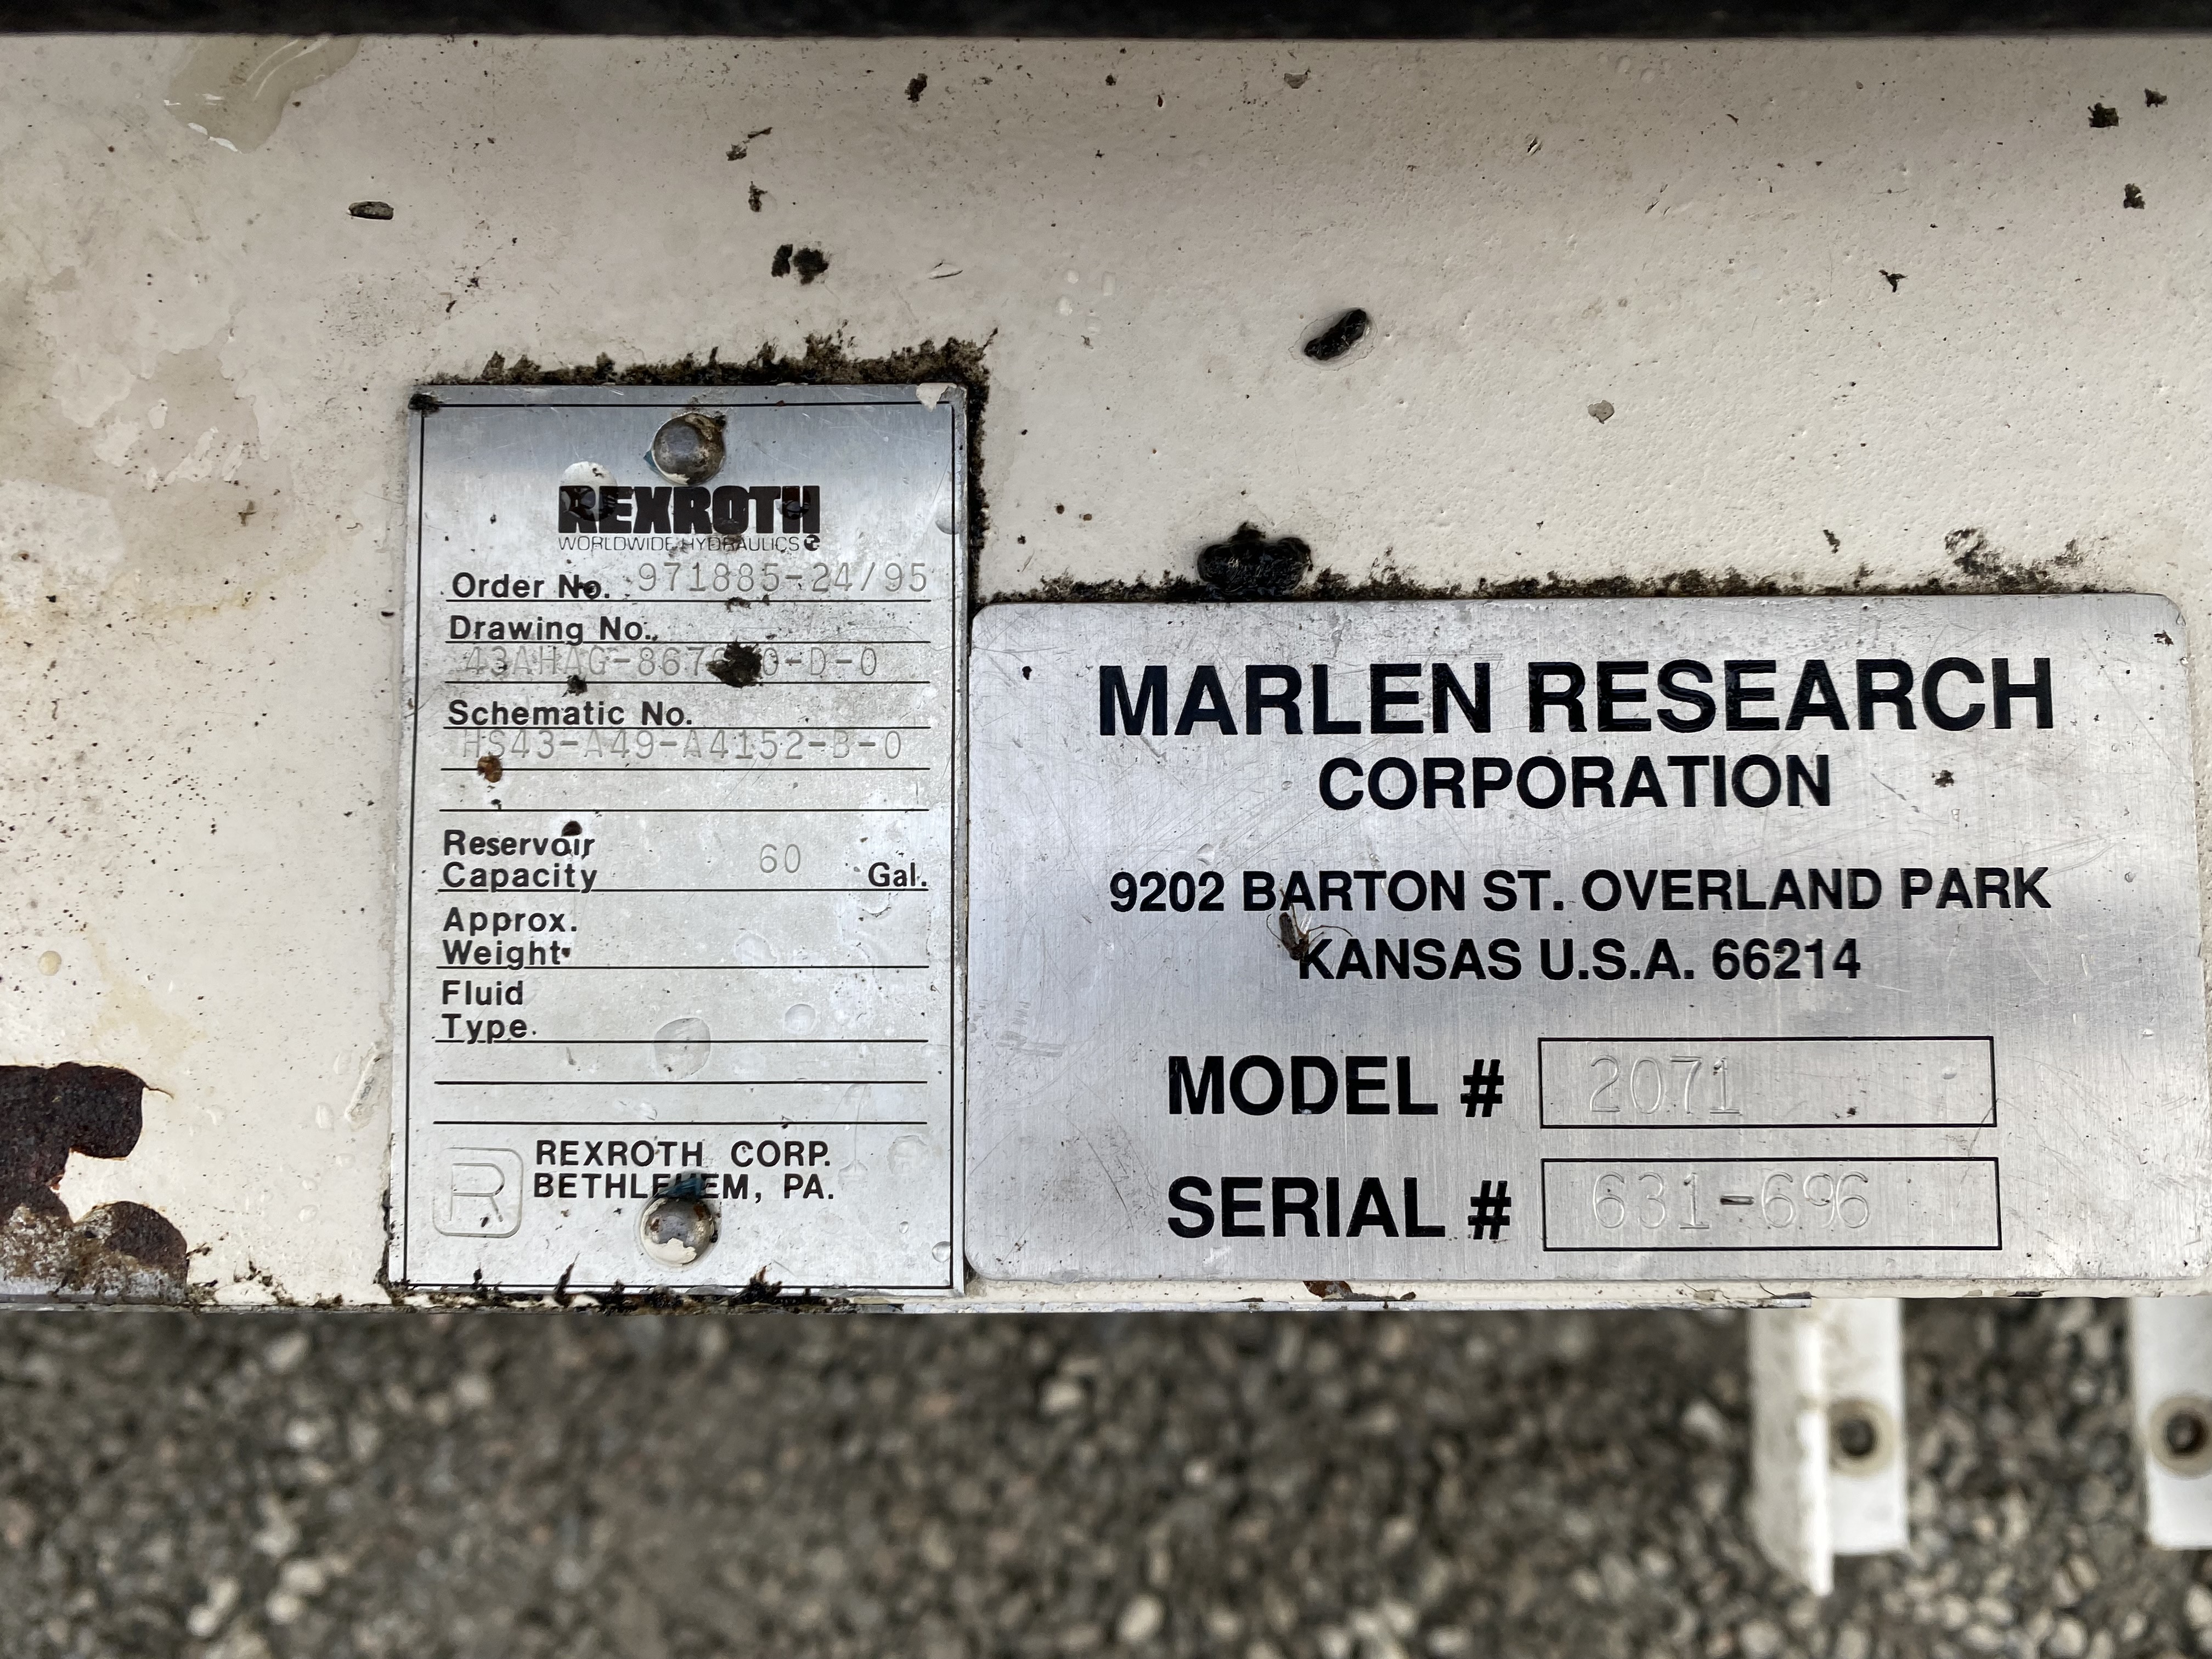 REXROTH
WORLDWIDE HYDRAULICS
Order No. 971885-24/95
Drawing No.
Schematic No.
HS43-A49-A4152-B-0
Reservoir
Capacity 60 Gal.
Approx.
Weight
Fluid
Type
R
REXROTH CORP.
BETHLEHEM, PA.
MARLEN RESEARCH
CORPORATION
9202 BARTON ST. OVERLAND PARK
KANSAS U.S.A. 66214
MODEL # 2071
SERIAL # 631-696